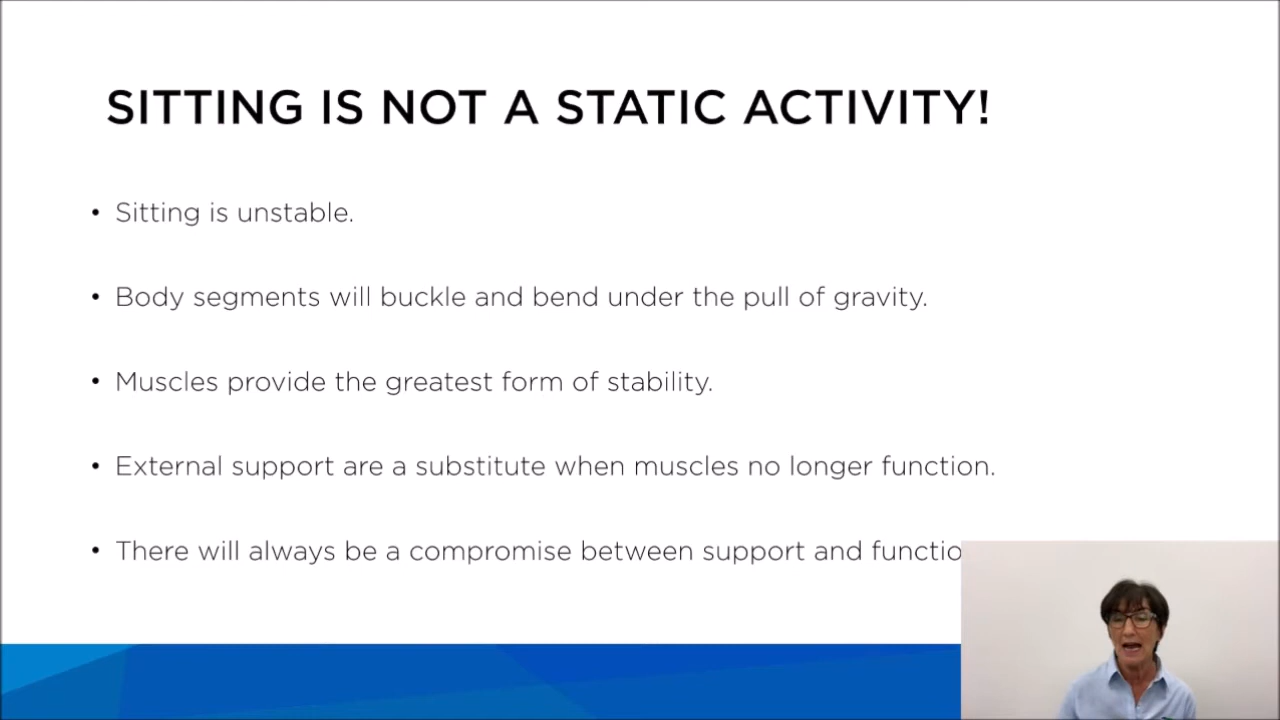 SITTING IS NOT A STATIC ACTIVITY!
• Sitting is unstable.
• Body segments will buckle and bend under the pull of gravity.
• Muscles provide the greatest form of stability.
• External support are a substitute when muscles no longer function.
• There will always be a compromise between support and functio